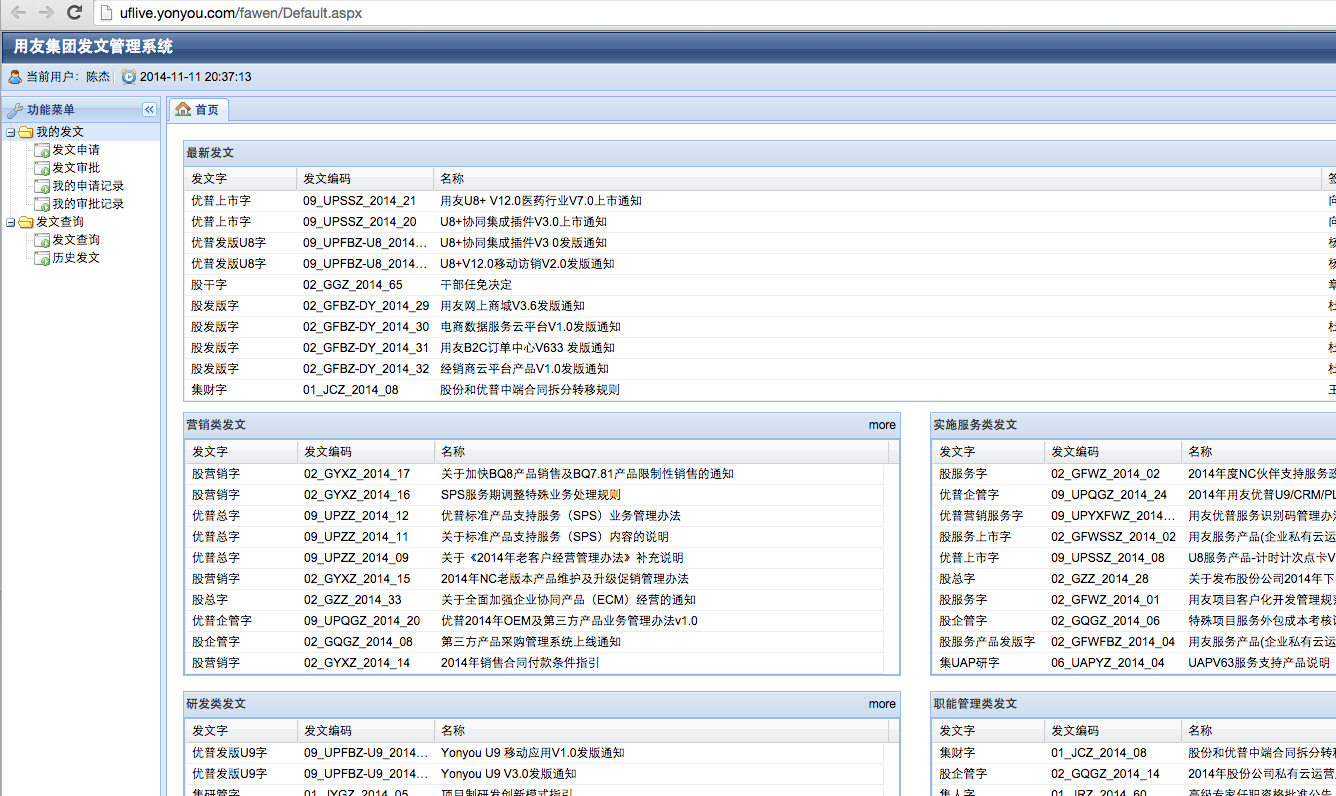 uflive.yonyou.com/fawen/Default.aspx
用友集团发文管理系统
当前用户： 陈杰 2014-11-11 20:37:13
功能菜单
首页
我的发文
发文申请
发文审批
我的申请记录
我的审批记录
发文查询
发文查询
历史发文
最新发文
发文字 发文编码 名称
优普上市字 09_UPSSZ_2014_21 用友U8+ V12.0医药行业V7.0上市通知 向
优普上市字 09_UPSSZ_2014_20 U8+协同集成插件V3.0上市通知 向
优普发版U8字 09_UPFBZ-U8_2014... U8+协同集成插件V3 0发版通知
优普发版U8字 09_UPFBZ-U8_2014... U8+V12.0移动访销V2.0发版通知
股干字 02_GGZ_2014_65 干部任免决定
股发版字 02_GFBZ-DY_2014_29 用友网上商城V3.6发版通知
股发版字 02_GFBZ-DY_2014_30 电商数据服务云平台V1.0发版通知
股发版字 02_GFBZ-DY_2014_31 用友B2C订单中心V633 发版通知
股发版字 02_GFBZ-DY_2014_32 经销商云平台产品V1.0发版通知
集财字 01_JCZ_2014_08 股份和优普中端合同拆分转移规则 王
营销类发文 more
发文字 发文编码 名称
股营销字 02_GYXZ_2014_17 关于加快BQ8产品销售及BQ7.81产品限制性销售的通知
股营销字 02_GYXZ_2014_16 SPS服务期调整特殊业务处理规则
优普总字 09_UPZZ_2014_12 优普标准产品支持服务（SPS）业务管理办法
优普总字 09_UPZZ_2014_11 关于标准产品支持服务（SPS）内容的说明
优普总字 09_UPZZ_2014_09 关于《2014年老客户经营管理办法》补充说明
股营销字 02_GYXZ_2014_15 2014年NC老版本产品维护及升级促销管理办法
股总字 02_GZZ_2014_33 关于全面加强企业协同产品（ECM）经营的通知
优普企管字 09_UPQGZ_2014_20 优普2014年OEM及第三方产品业务管理办法v1.0
股企管字 02_GQGZ_2014_08 第三方产品采购管理系统上线通知
股营销字 02_GYXZ_2014_14 2014年销售合同付款条件指引
实施服务类发文
发文字 发文编码 名称
股服务字 02_GFWZ_2014_02 2014年度NC伙伴支持服务政
优普企管字 09_UPQGZ_2014_24 2014年用友优普U9/CRM/PL
优普营销服务字 09_UPYXFWZ_2014... 用友优普服务识别码管理办法
股服务上市字 02_GFWSSZ_2014_02 用友服务产品(企业私有云运
优普上市字 09_UPSSZ_2014_08 U8服务产品-计时计次点卡V
股总字 02_GZZ_2014_28 关于发布股份公司2014年下
股服务字 02_GFWZ_2014_01 用友项目客户化开发管理规
股企管字 02_GQGZ_2014_06 特殊项目服务外包成本考核
股服务产品发版字 02_GFWFBZ_2014_04 用友服务产品(企业私有云运
集UAP研字 06_UAPYZ_2014_04 UAPV63服务支持产品说明
研发类发文 more
发文字 发文编码 名称
优普发版U9字 09_UPFBZ-U9_2014... Yonyou U9 移动应用V1.0发版通知
优普发版U9字 09_UPFBZ-U9_2014... Yonyou U9 V3.0发版通知
集研管字 01_JYGZ_2014_05 项目制研发创新模式指引
职能管理类发文
发文字 发文编码 名称
集财字 01_JCZ_2014_08 股份和优普中端合同拆分转移
股企管字 02_GQGZ_2014_14 2014年股份公司私有云运营
集人字 01_JRZ_2014_60 高级专家任职资格批准公告